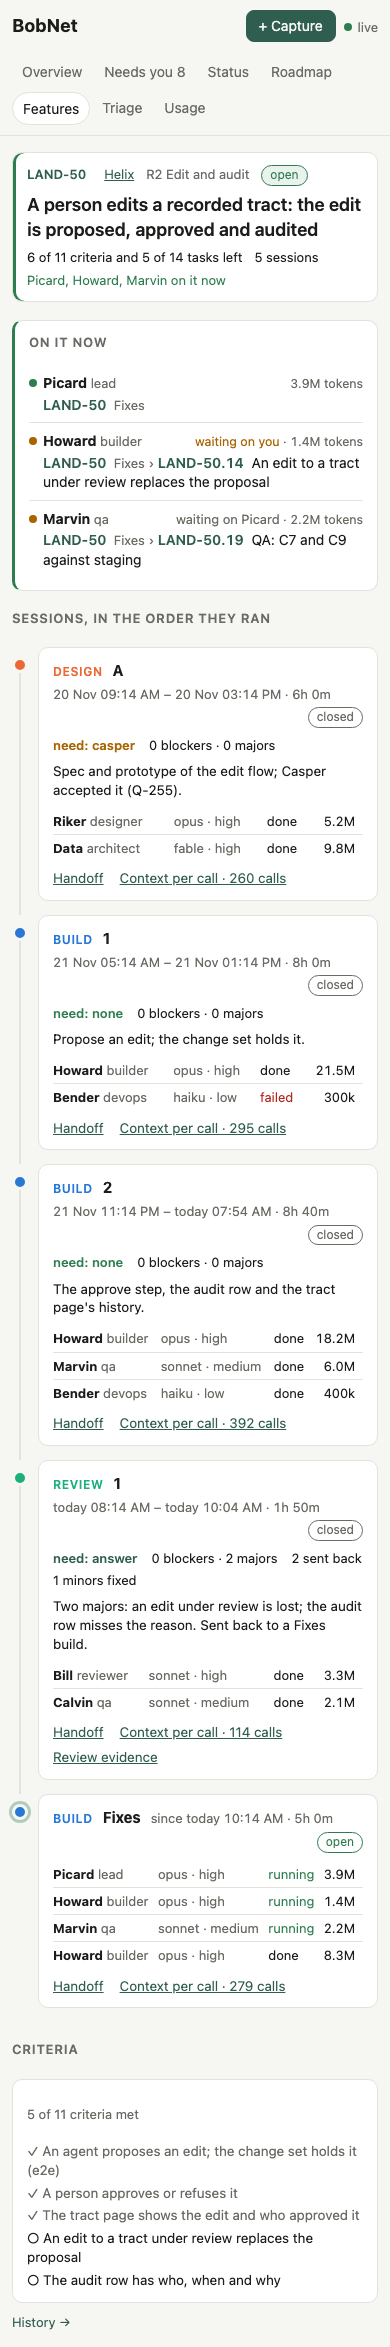 BobNet
+ Capture
live
Overview
Needs you 8
Status
Roadmap
Features
Triage
Usage
LAND-50 Helix R2 Edit and audit open
A person edits a recorded tract: the edit
is proposed, approved and audited
6 of 11 criteria and 5 of 14 tasks left 5 sessions
Picard, Howard, Marvin on it now
ON IT NOW
Picard lead 3.9M tokens
LAND-50 Fixes
Howard builder waiting on you · 1.4M tokens
LAND-50 Fixes › LAND-50.14 An edit to a tract
under review replaces the proposal
Marvin qa waiting on Picard · 2.2M tokens
LAND-50 Fixes › LAND-50.19 QA: C7 and C9
against staging
SESSIONS, IN THE ORDER THEY RAN
DESIGN A
20 Nov 09:14 AM – 20 Nov 03:14 PM · 6h 0m
closed
need: casper 0 blockers · 0 majors
Spec and prototype of the edit flow; Casper
accepted it (Q-255).
Riker designer opus · high done 5.2M
Data architect fable · high done 9.8M
Handoff Context per call · 260 calls
BUILD 1
21 Nov 05:14 AM – 21 Nov 01:14 PM · 8h 0m
closed
need: none 0 blockers · 0 majors
Propose an edit; the change set holds it.
Howard builder opus · high done 21.5M
Bender devops haiku · low failed 300k
Handoff Context per call · 295 calls
BUILD 2
21 Nov 11:14 PM – today 07:54 AM · 8h 40m
closed
need: none 0 blockers · 0 majors
The approve step, the audit row and the tract
page's history.
Howard builder opus · high done 18.2M
Marvin qa sonnet · medium done 6.0M
Bender devops haiku · low done 400k
Handoff Context per call · 392 calls
REVIEW 1
today 08:14 AM – today 10:04 AM · 1h 50m
closed
need: answer 0 blockers · 2 majors 2 sent back
1 minors fixed
Two majors: an edit under review is lost; the audit
row misses the reason. Sent back to a Fixes
build.
Bill reviewer sonnet · high done 3.3M
Calvin qa sonnet · medium done 2.1M
Handoff Context per call · 114 calls
Review evidence
BUILD Fixes since today 10:14 AM · 5h 0m
open
Picard lead opus · high running 3.9M
Howard builder opus · high running 1.4M
Marvin qa sonnet · medium running 2.2M
Howard builder opus · high done 8.3M
Handoff Context per call · 279 calls
CRITERIA
5 of 11 criteria met
✓ An agent proposes an edit; the change set holds it
(e2e)
✓ A person approves or refuses it
✓ The tract page shows the edit and who approved it
○ An edit to a tract under review replaces the
proposal
○ The audit row has who, when and why
History →